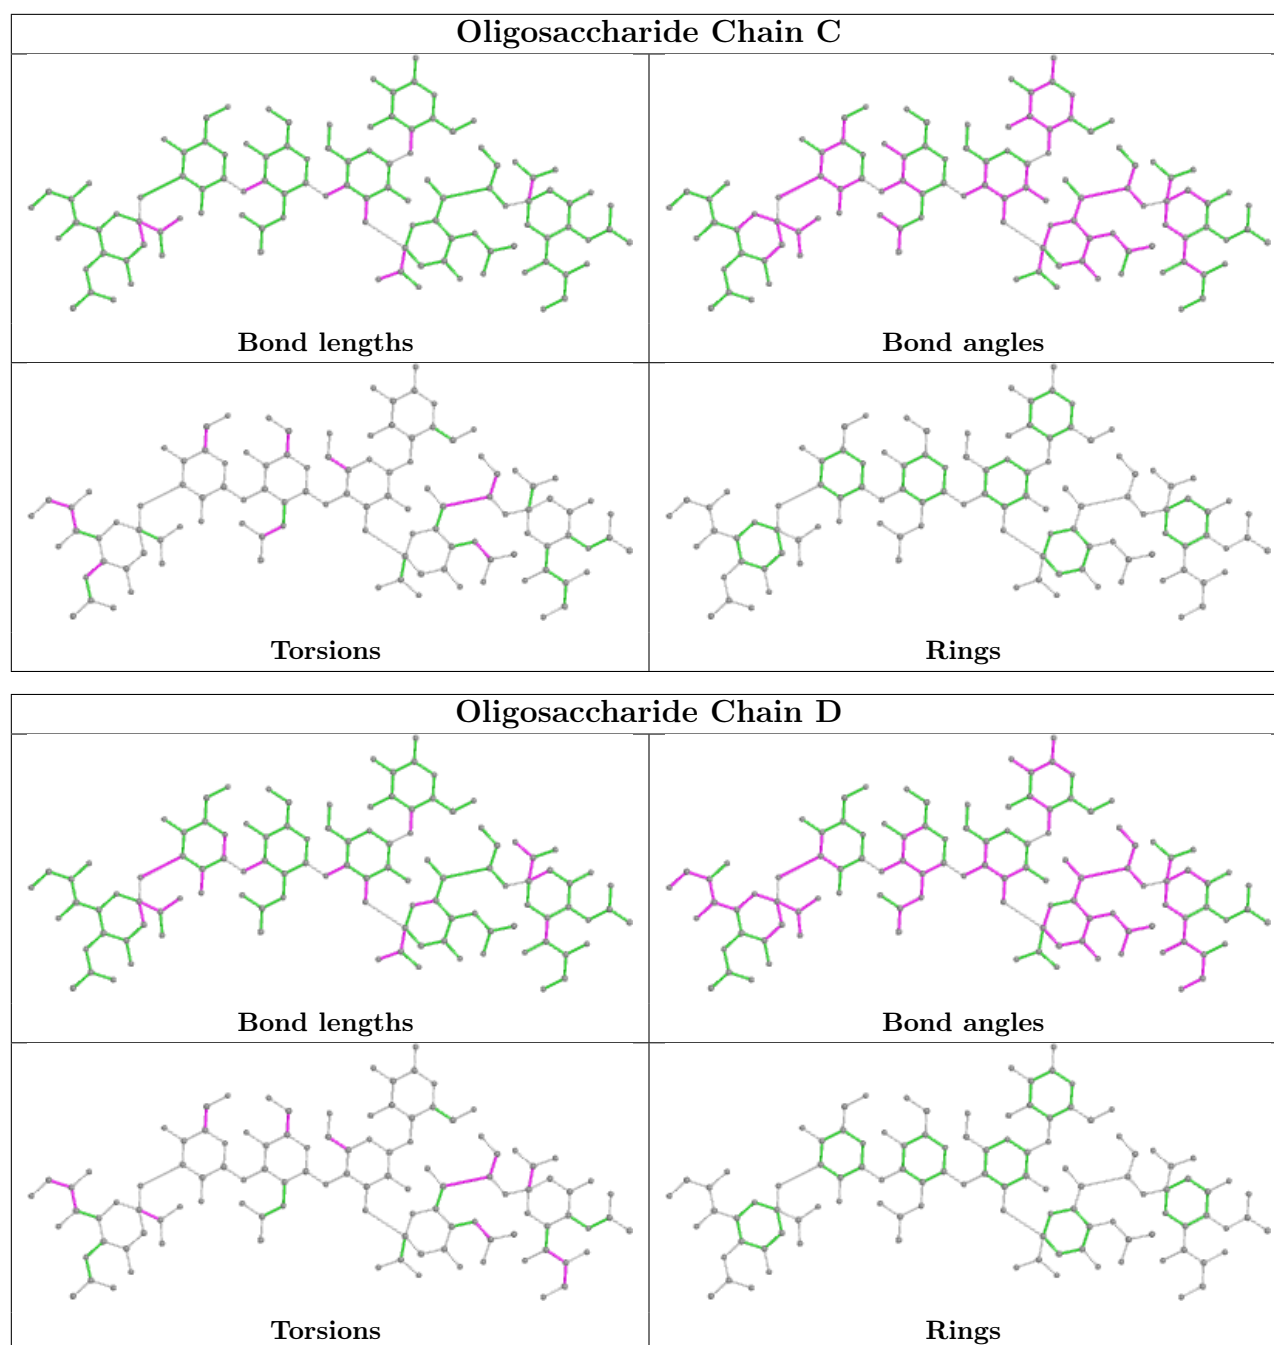 Oligosaccharide Chain C
Bond lengths
Bond angles
Torsions
Rings
Oligosaccharide Chain D
Bond lengths
Bond angles
Torsions
Rings